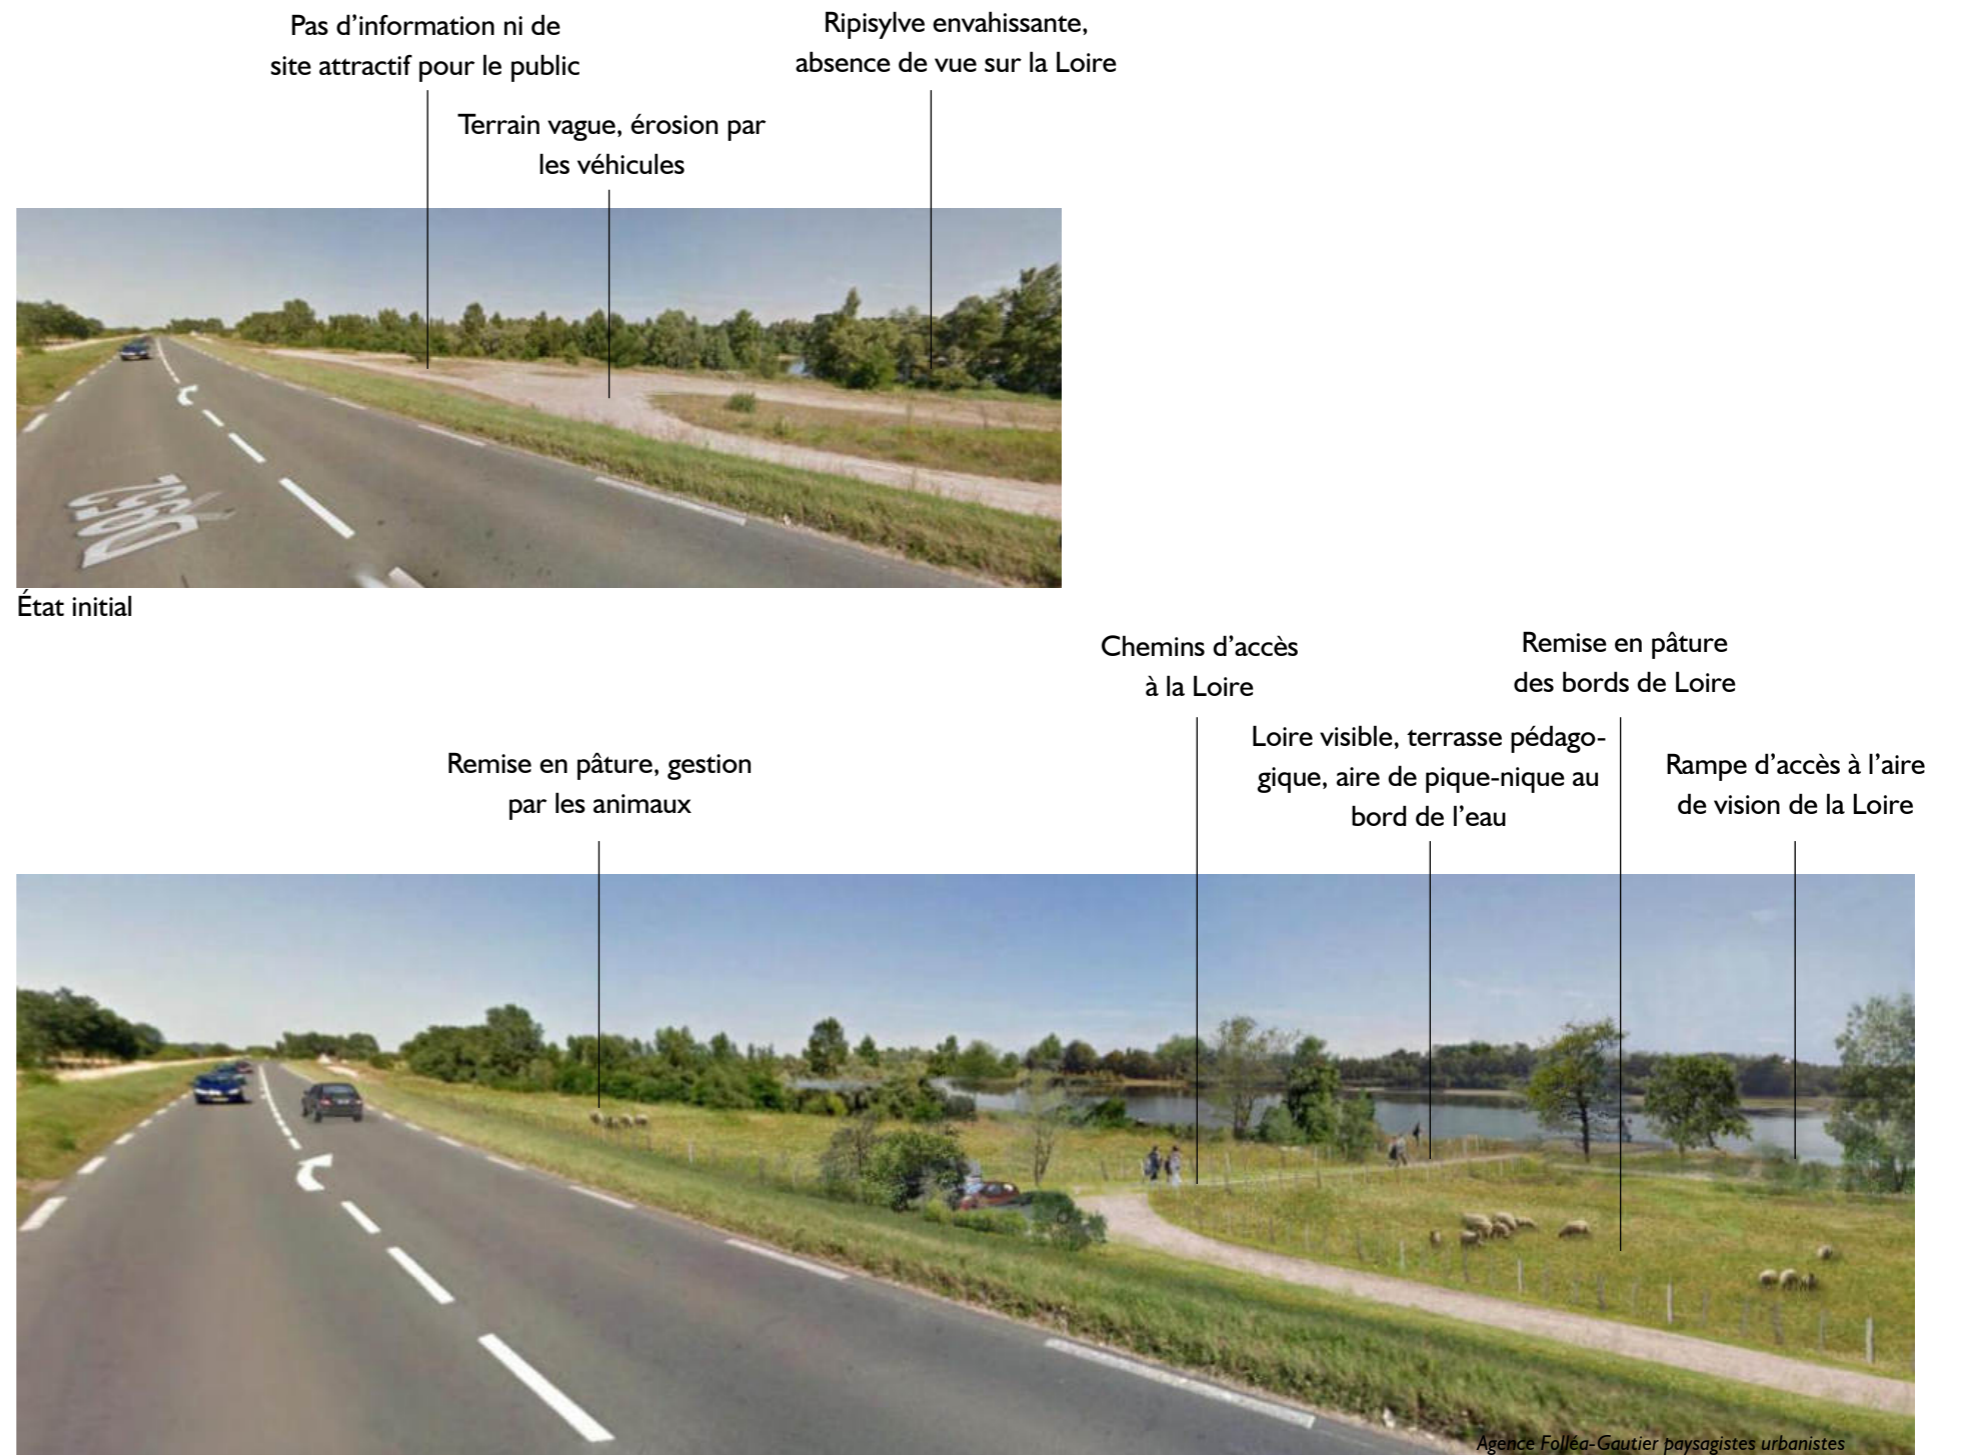 Pas d'information ni de
site attractif pour le public
Ripisylve envahissante,
absence de vue sur la Loire
Terrain vague, érosion par
les véhicules
D952
État initial
Chemins d'accès
à la Loire
Remise en pâture
des bords de Loire
Remise en pâture, gestion
par les animaux
Loire visible, terrasse pédago-
gique, aire de pique-nique au
bord de l'eau
Rampe d'accès à l'aire
de vision de la Loire
Agence Folléa-Gautier paysagistes urbanistes